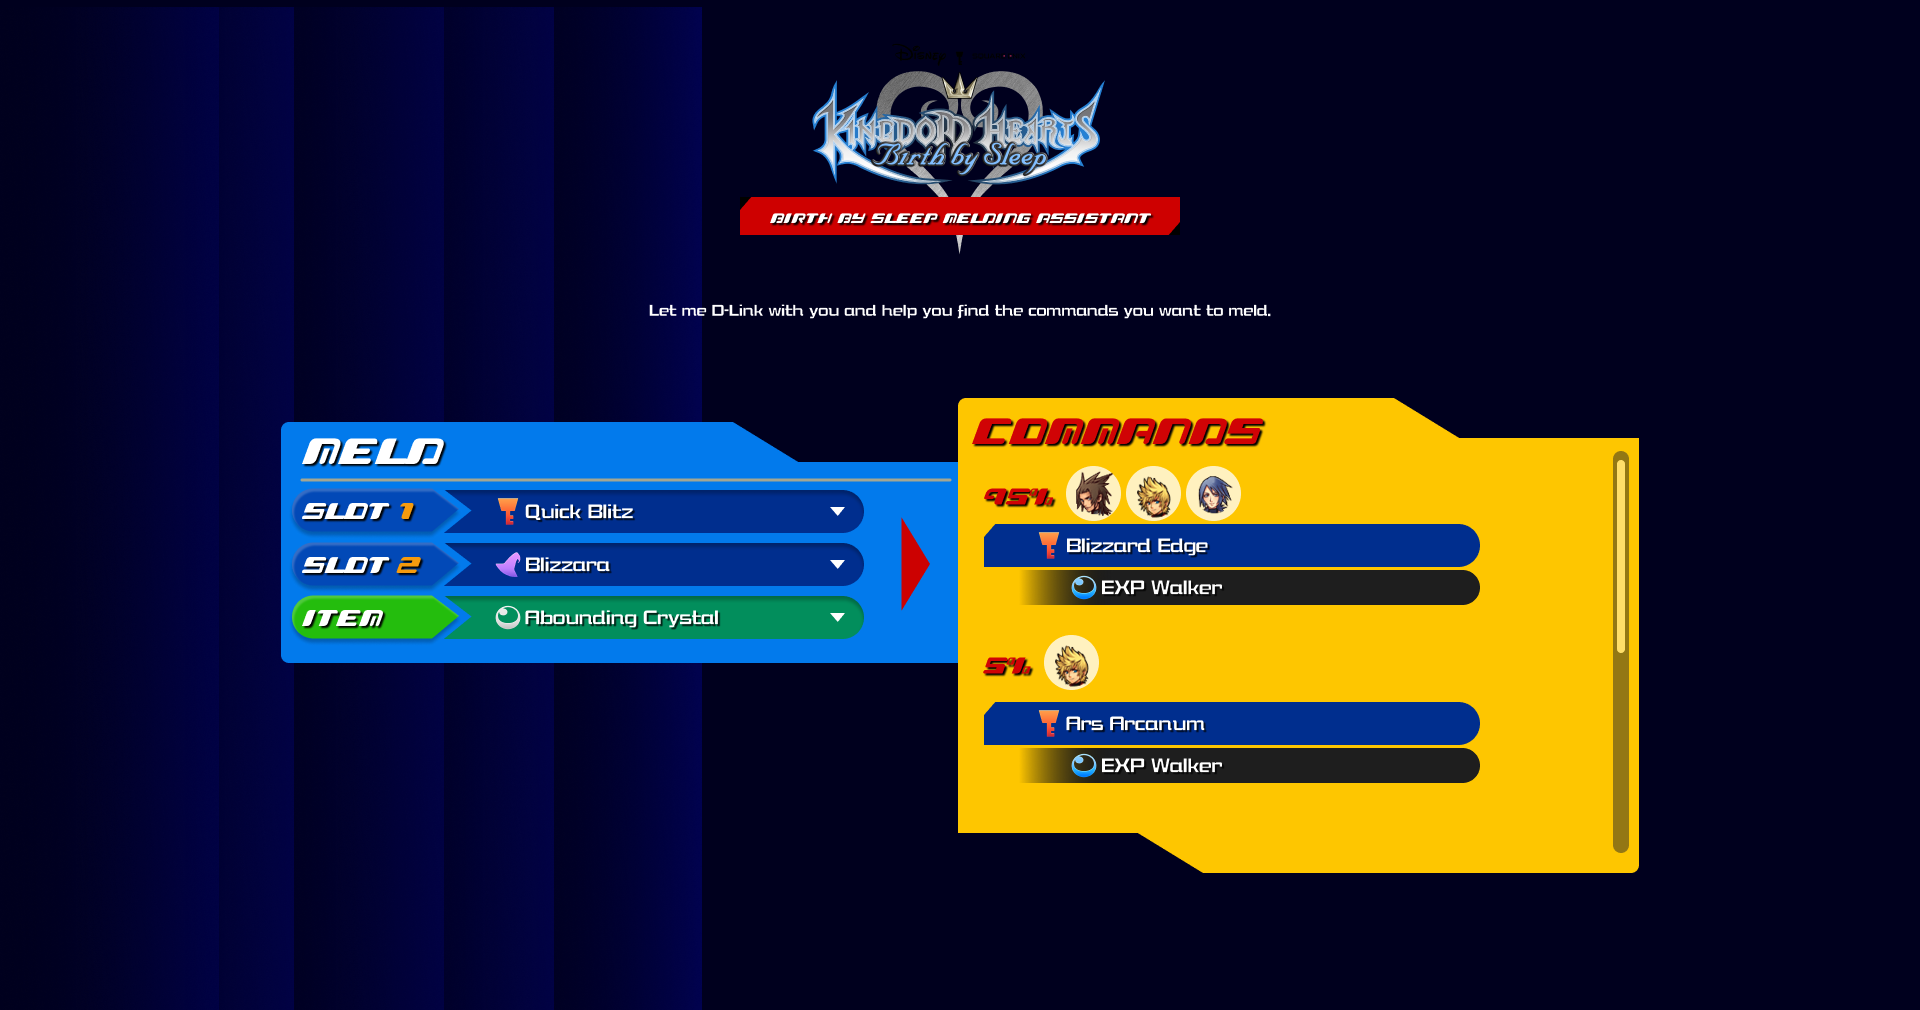 KINGDOM HEARTS
Birth by Sleep
BIRTH BY SLEEP MELDING ASSISTANT
Let me D-Link with you and help you find the commands you want to meld.
MELD
SLOT 1
Quick Blitz
SLOT 2
Blizzara
ITEM
Abounding Crystal
COMMANDS
95%
Blizzard Edge
EXP Walker
5%
Ars Arcanum
EXP Walker